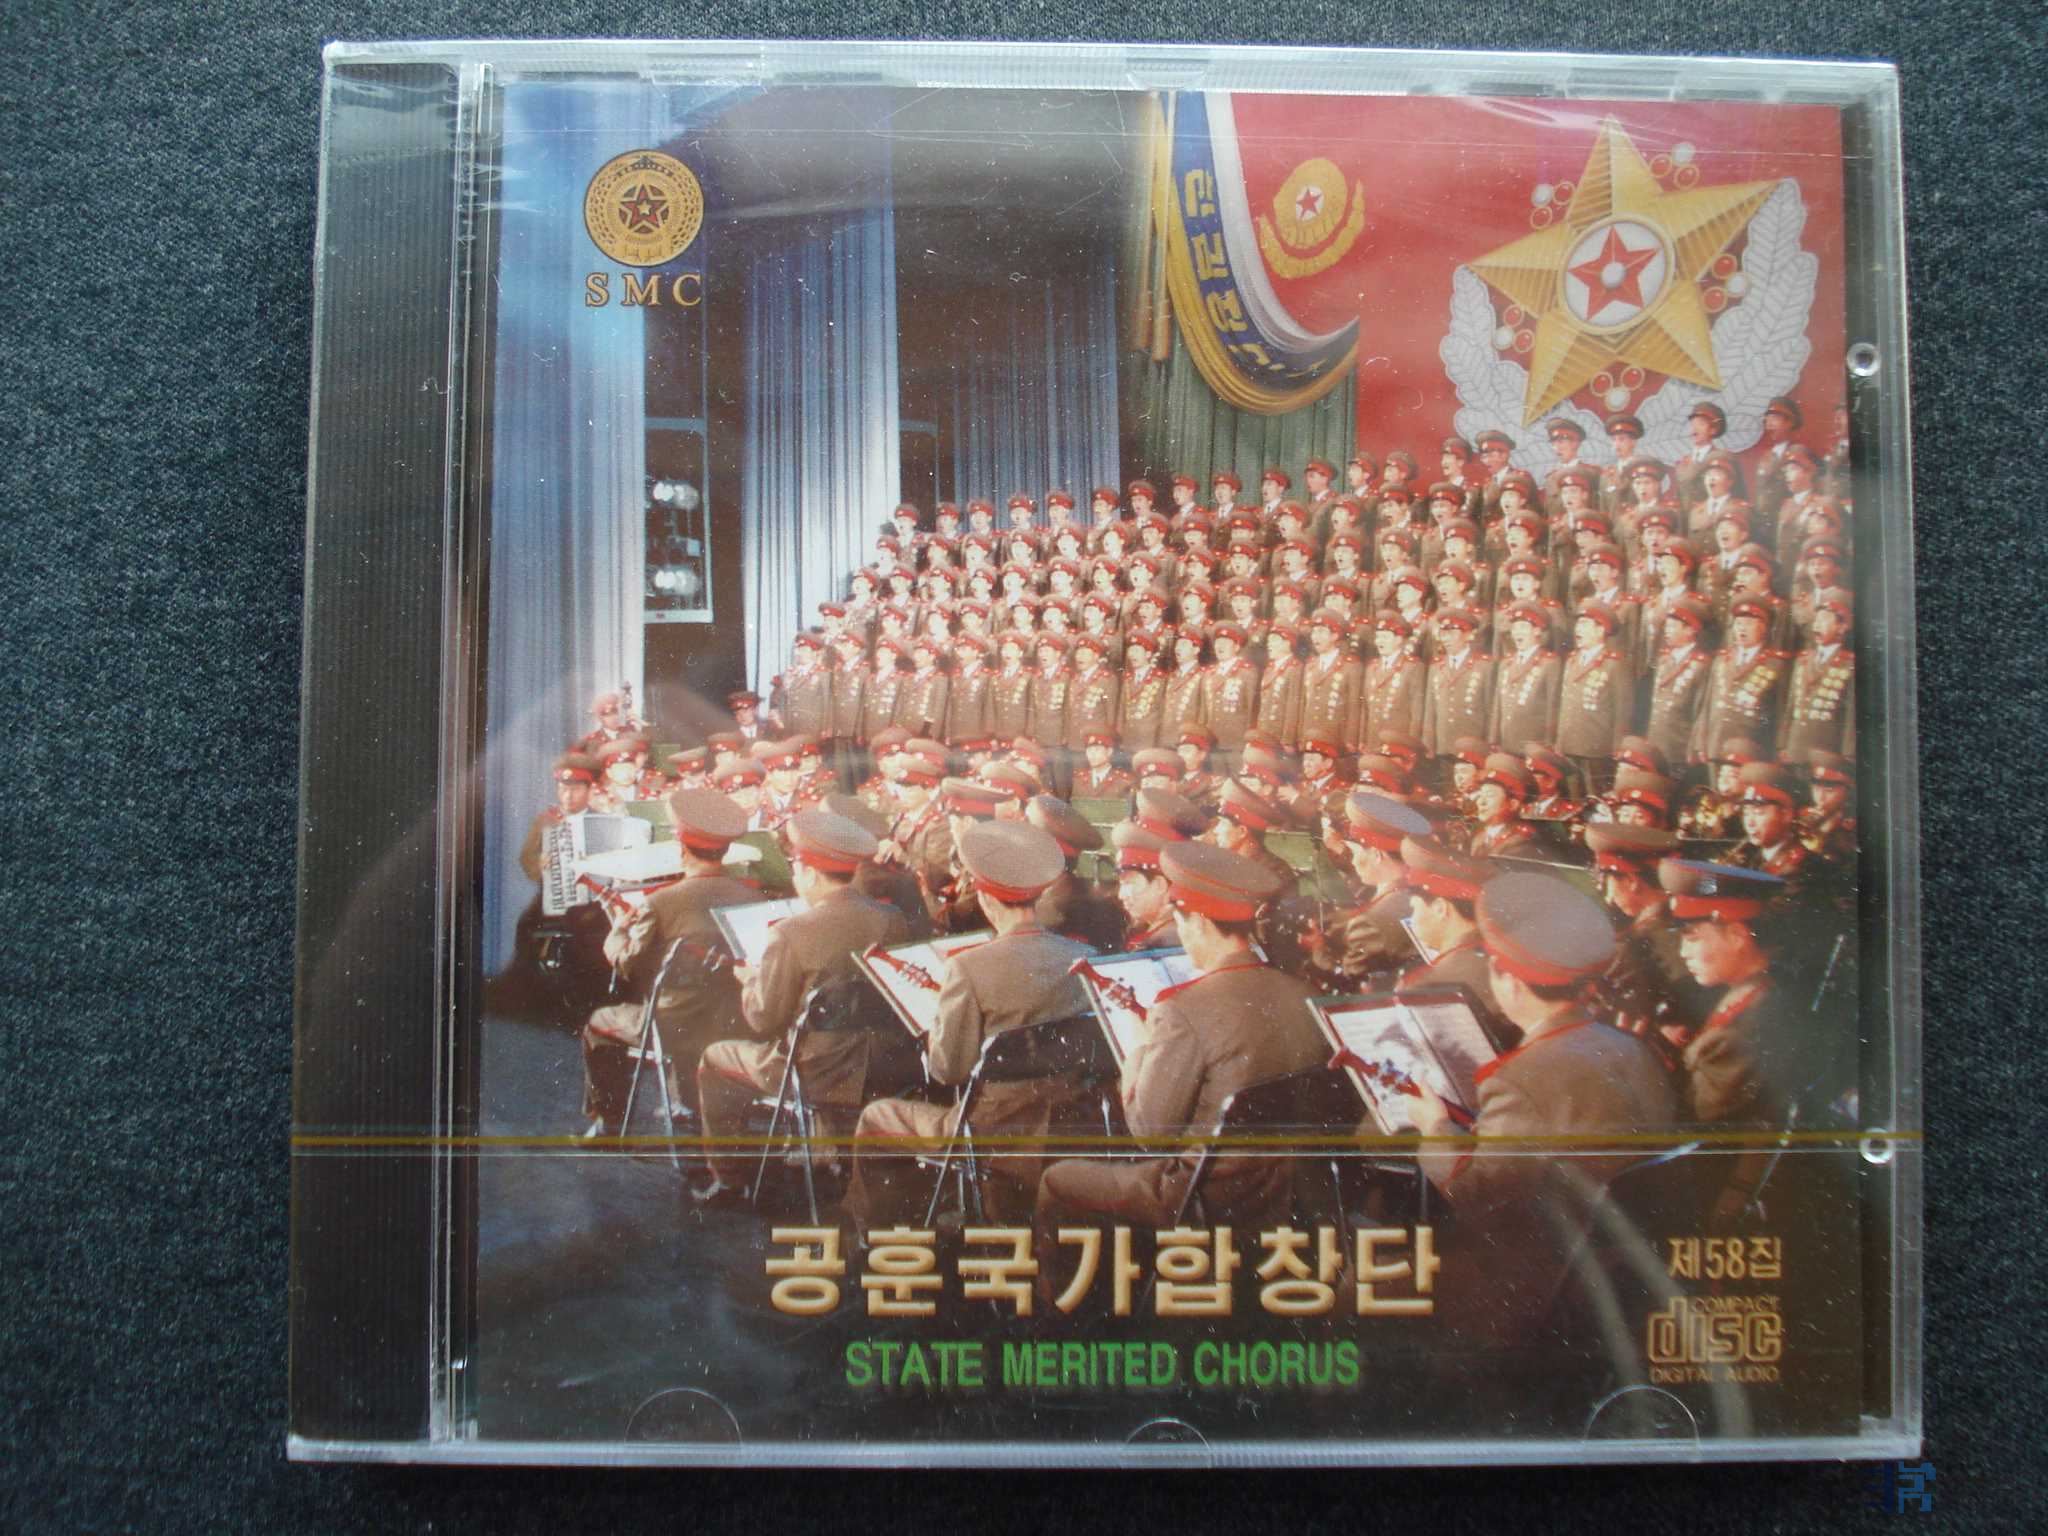 SMC
공훈국가합창단
제58집
STATE MERITED CHORUS
COMPACT
disc
DIGITAL AUDIO